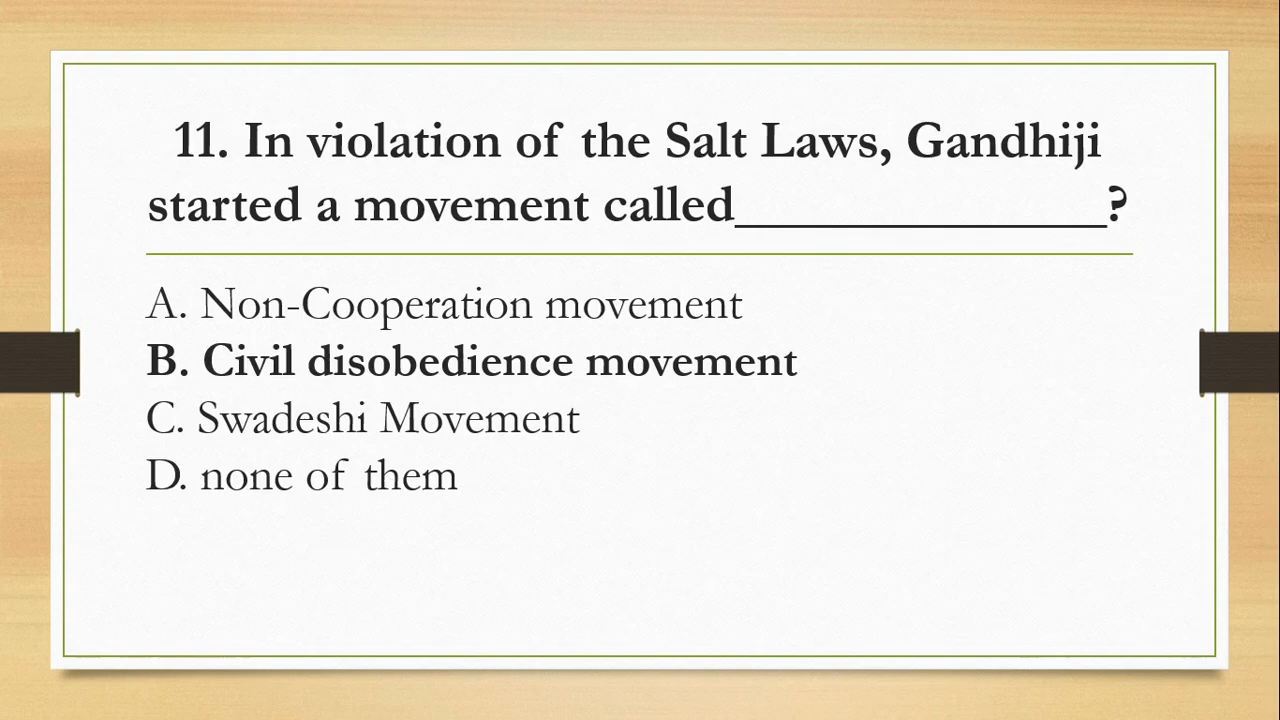 11. In violation of the Salt Laws, Gandhiji
started a movement called______________?
A. Non-Cooperation movement
B. Civil disobedience movement
C. Swadeshi Movement
D. none of them